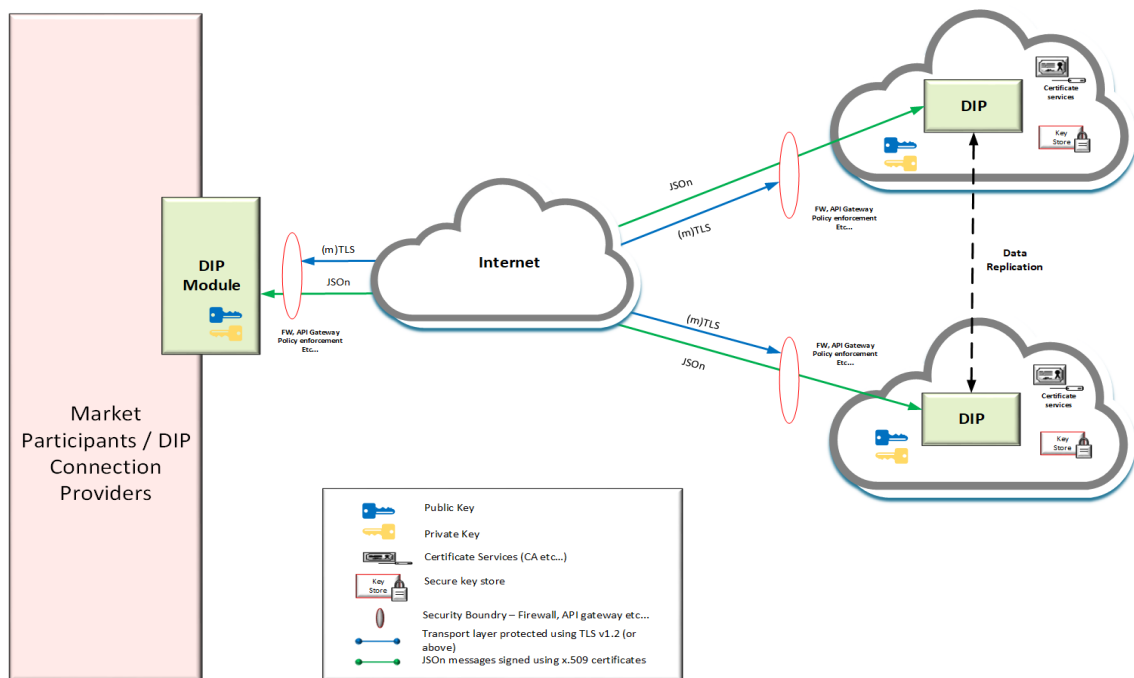 DIP
Certificate
services
Key
Store
JSOn
(m)TLS
FW, API Gateway
Policy enforcement
Etc...
Internet
(m)TLS
JSOn
DIP
Module
FW, API Gateway
Policy enforcement
Etc...
Data
Replication
(m)TLS
JSOn
FW, API Gateway
Policy enforcement
Etc...
DIP
Certificate
services
Key
Store
Market
Participants / DIP
Connection
Providers
Public Key
Private Key
Certificate Services (CA etc...)
Key
Store
Secure key store
Security Boundry – Firewall, API gateway etc...
Transport layer protected using TLS v1.2 (or
above)
JSOn messages signed using x.509 certificates